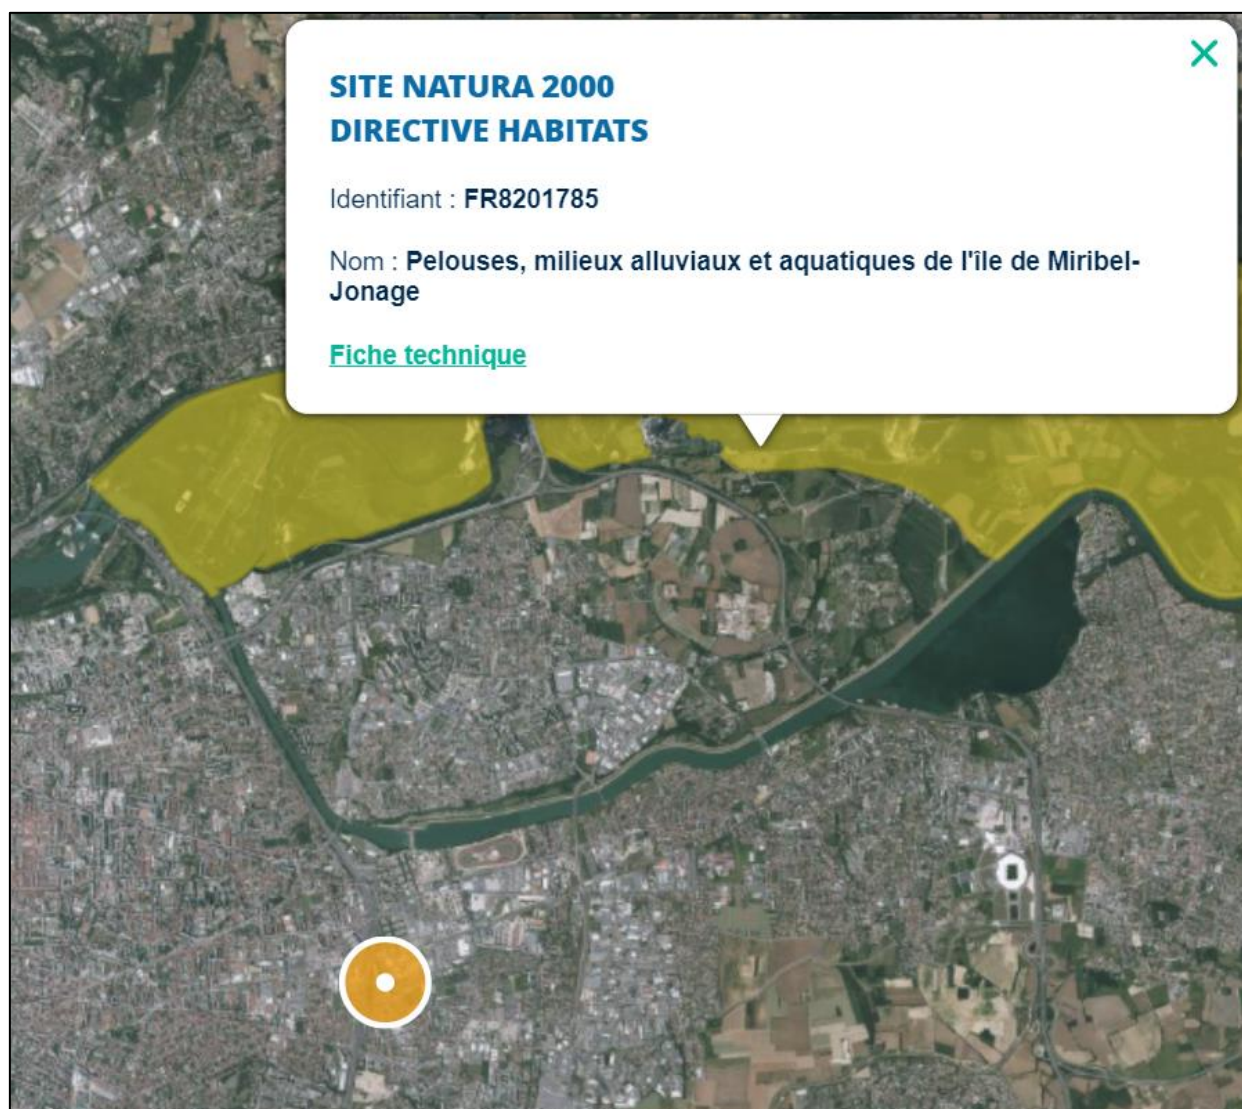 SITE NATURA 2000
DIRECTIVE HABITATS
Identifiant : FR8201785
Nom : Pelouses, milieux alluviaux et aquatiques de l'île de Miribel-
Jonage
Fiche technique